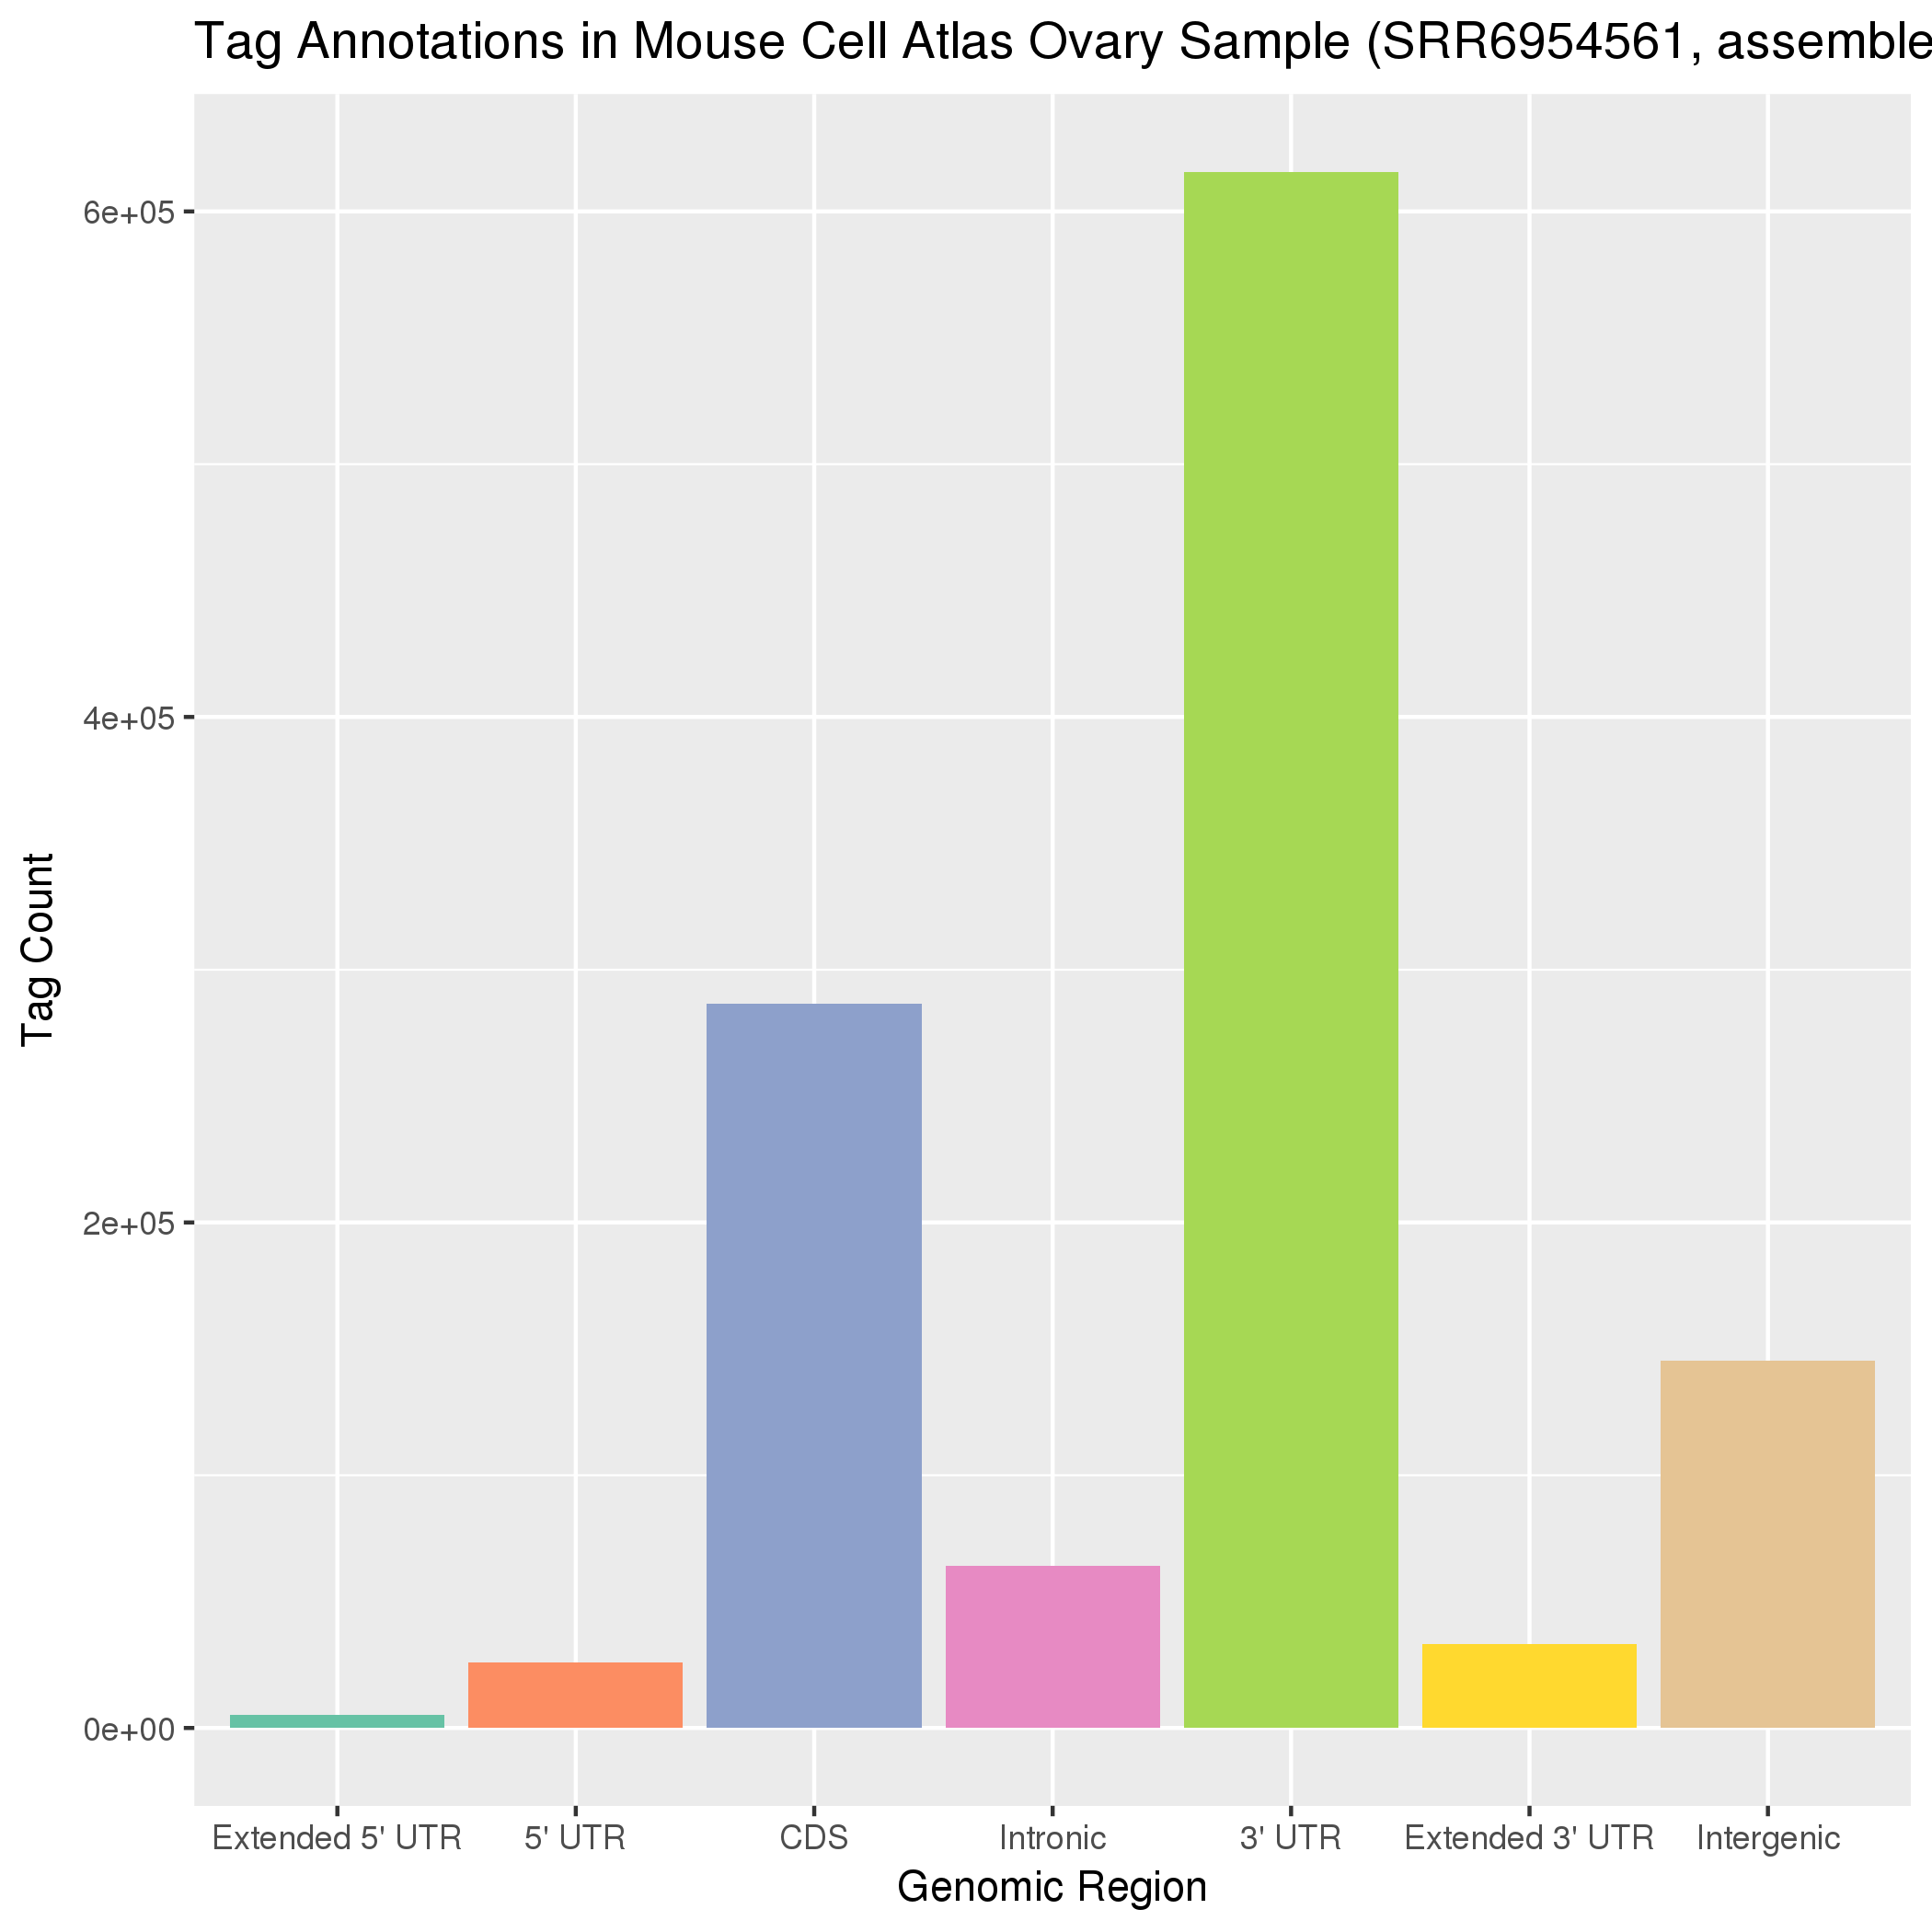 Tag Annotations in Mouse Cell Atlas Ovary Sample (SRR6954561, assemble
6e+05
4e+05
2e+05
0e+00
Tag Count
Extended 5' UTR 5' UTR CDS Intronic 3' UTR Extended 3' UTR Intergenic
Genomic Region